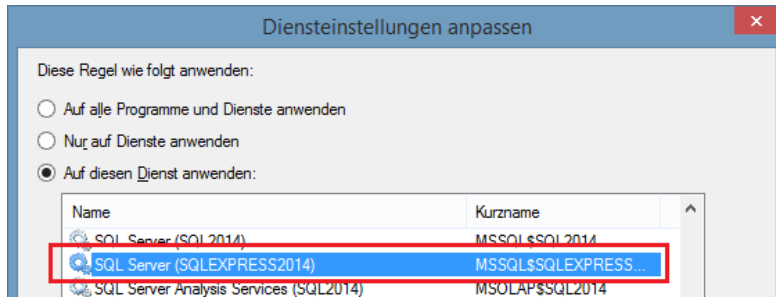 Diensteinstellungen anpassen
Diese Regel wie folgt anwenden:
Auf alle Programme und Dienste anwenden
Nur auf Dienste anwenden
Auf diesen Dienst anwenden:
Name Kurzname
SQL Server (SQL2014) MSSQL$SQL2014
SQL Server (SQLEXPRESS2014) MSSQL$SQLEXPRESS...
SQL Server Analysis Services (SQL2014) MSOLAP$SQL2014